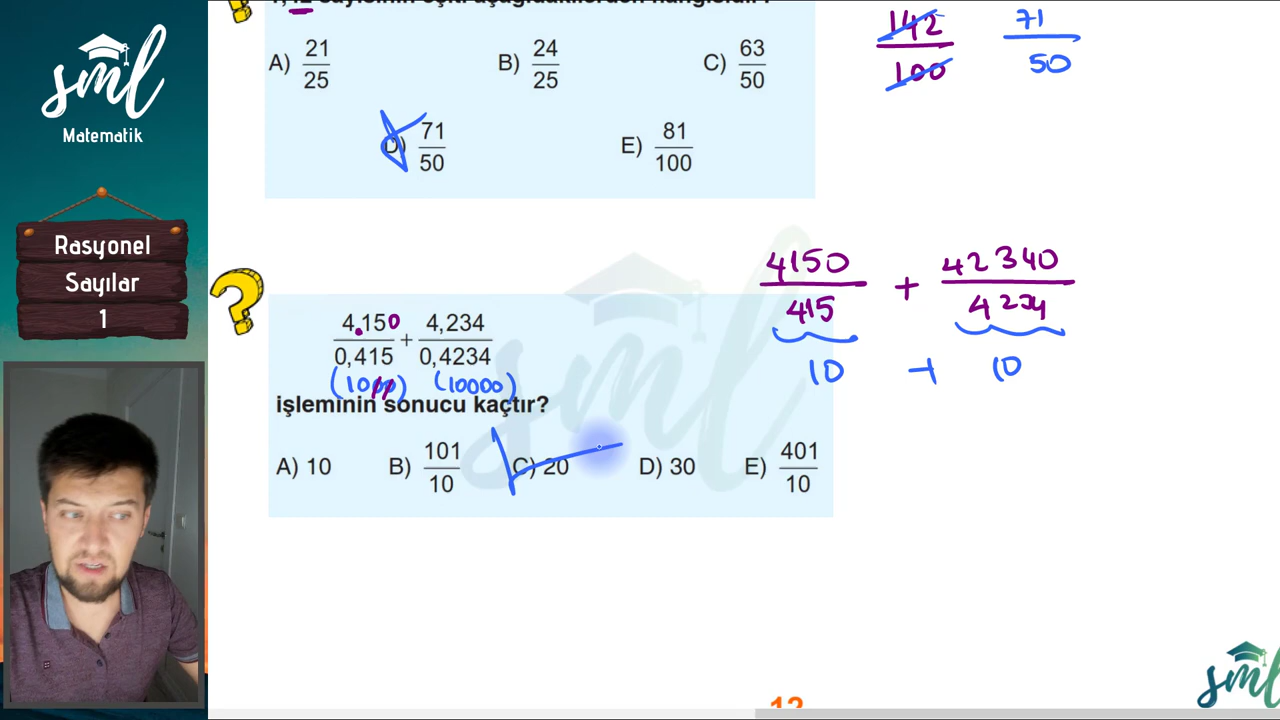 sml
Matematik
Rasyonel
Sayılar
1
A) 21/25
B) 24/25
C) 63/50
D) 71/50
E) 81/100
142/100
71/50
4,150/0,415 + 4,234/0,4234
(1000) (10000)
işleminin sonucu kaçtır?
A) 10 B) 101/10 C) 20 D) 30 E) 401/10
4150/415 + 42340/4234
10 + 10
sml
sml
12